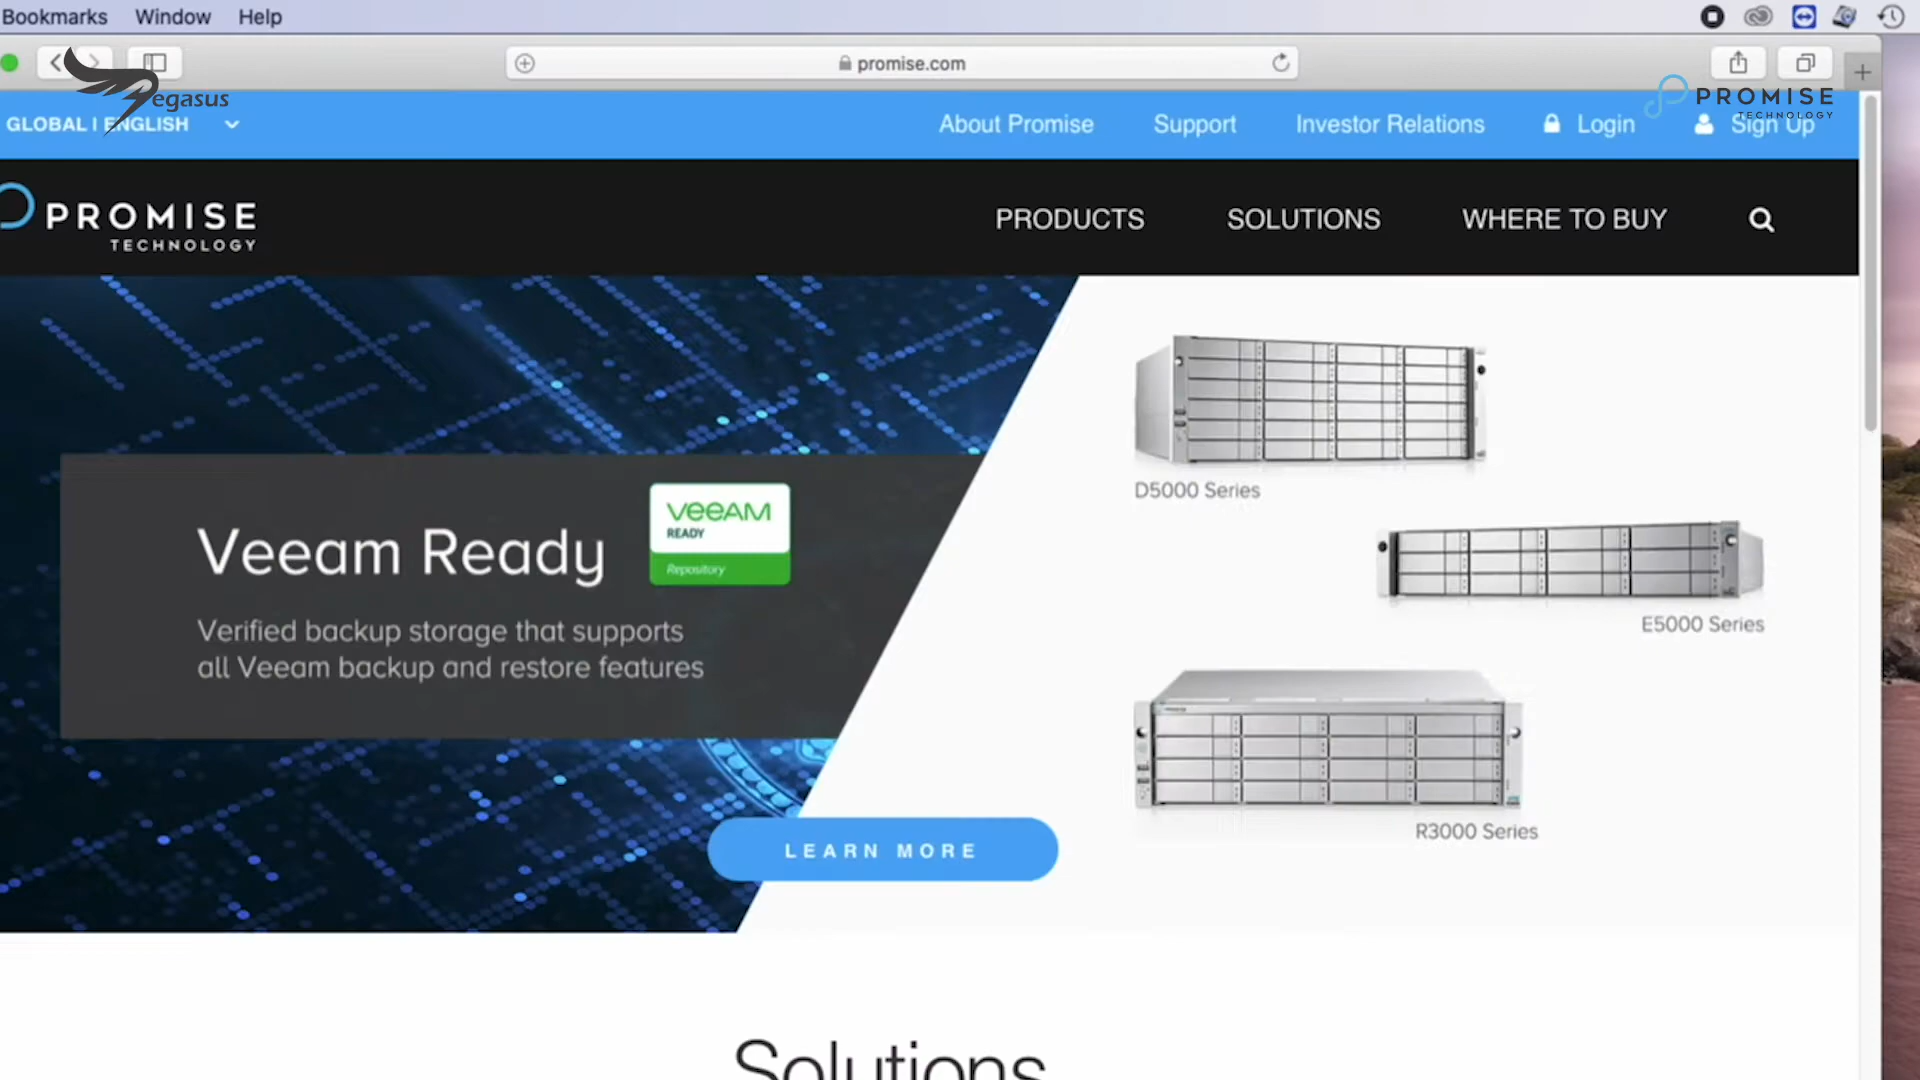 Bookmarks Window Help
promise.com
egasus
PROMISE
TECHNOLOGY
GLOBAL | ENGLISH
About Promise Support Investor Relations Login Sign Up
PROMISE
TECHNOLOGY
PRODUCTS SOLUTIONS WHERE TO BUY
D5000 Series
Veeam Ready
VEEAM
READY
Repository
Verified backup storage that supports
all Veeam backup and restore features
E5000 Series
R3000 Series
LEARN MORE
Solutions